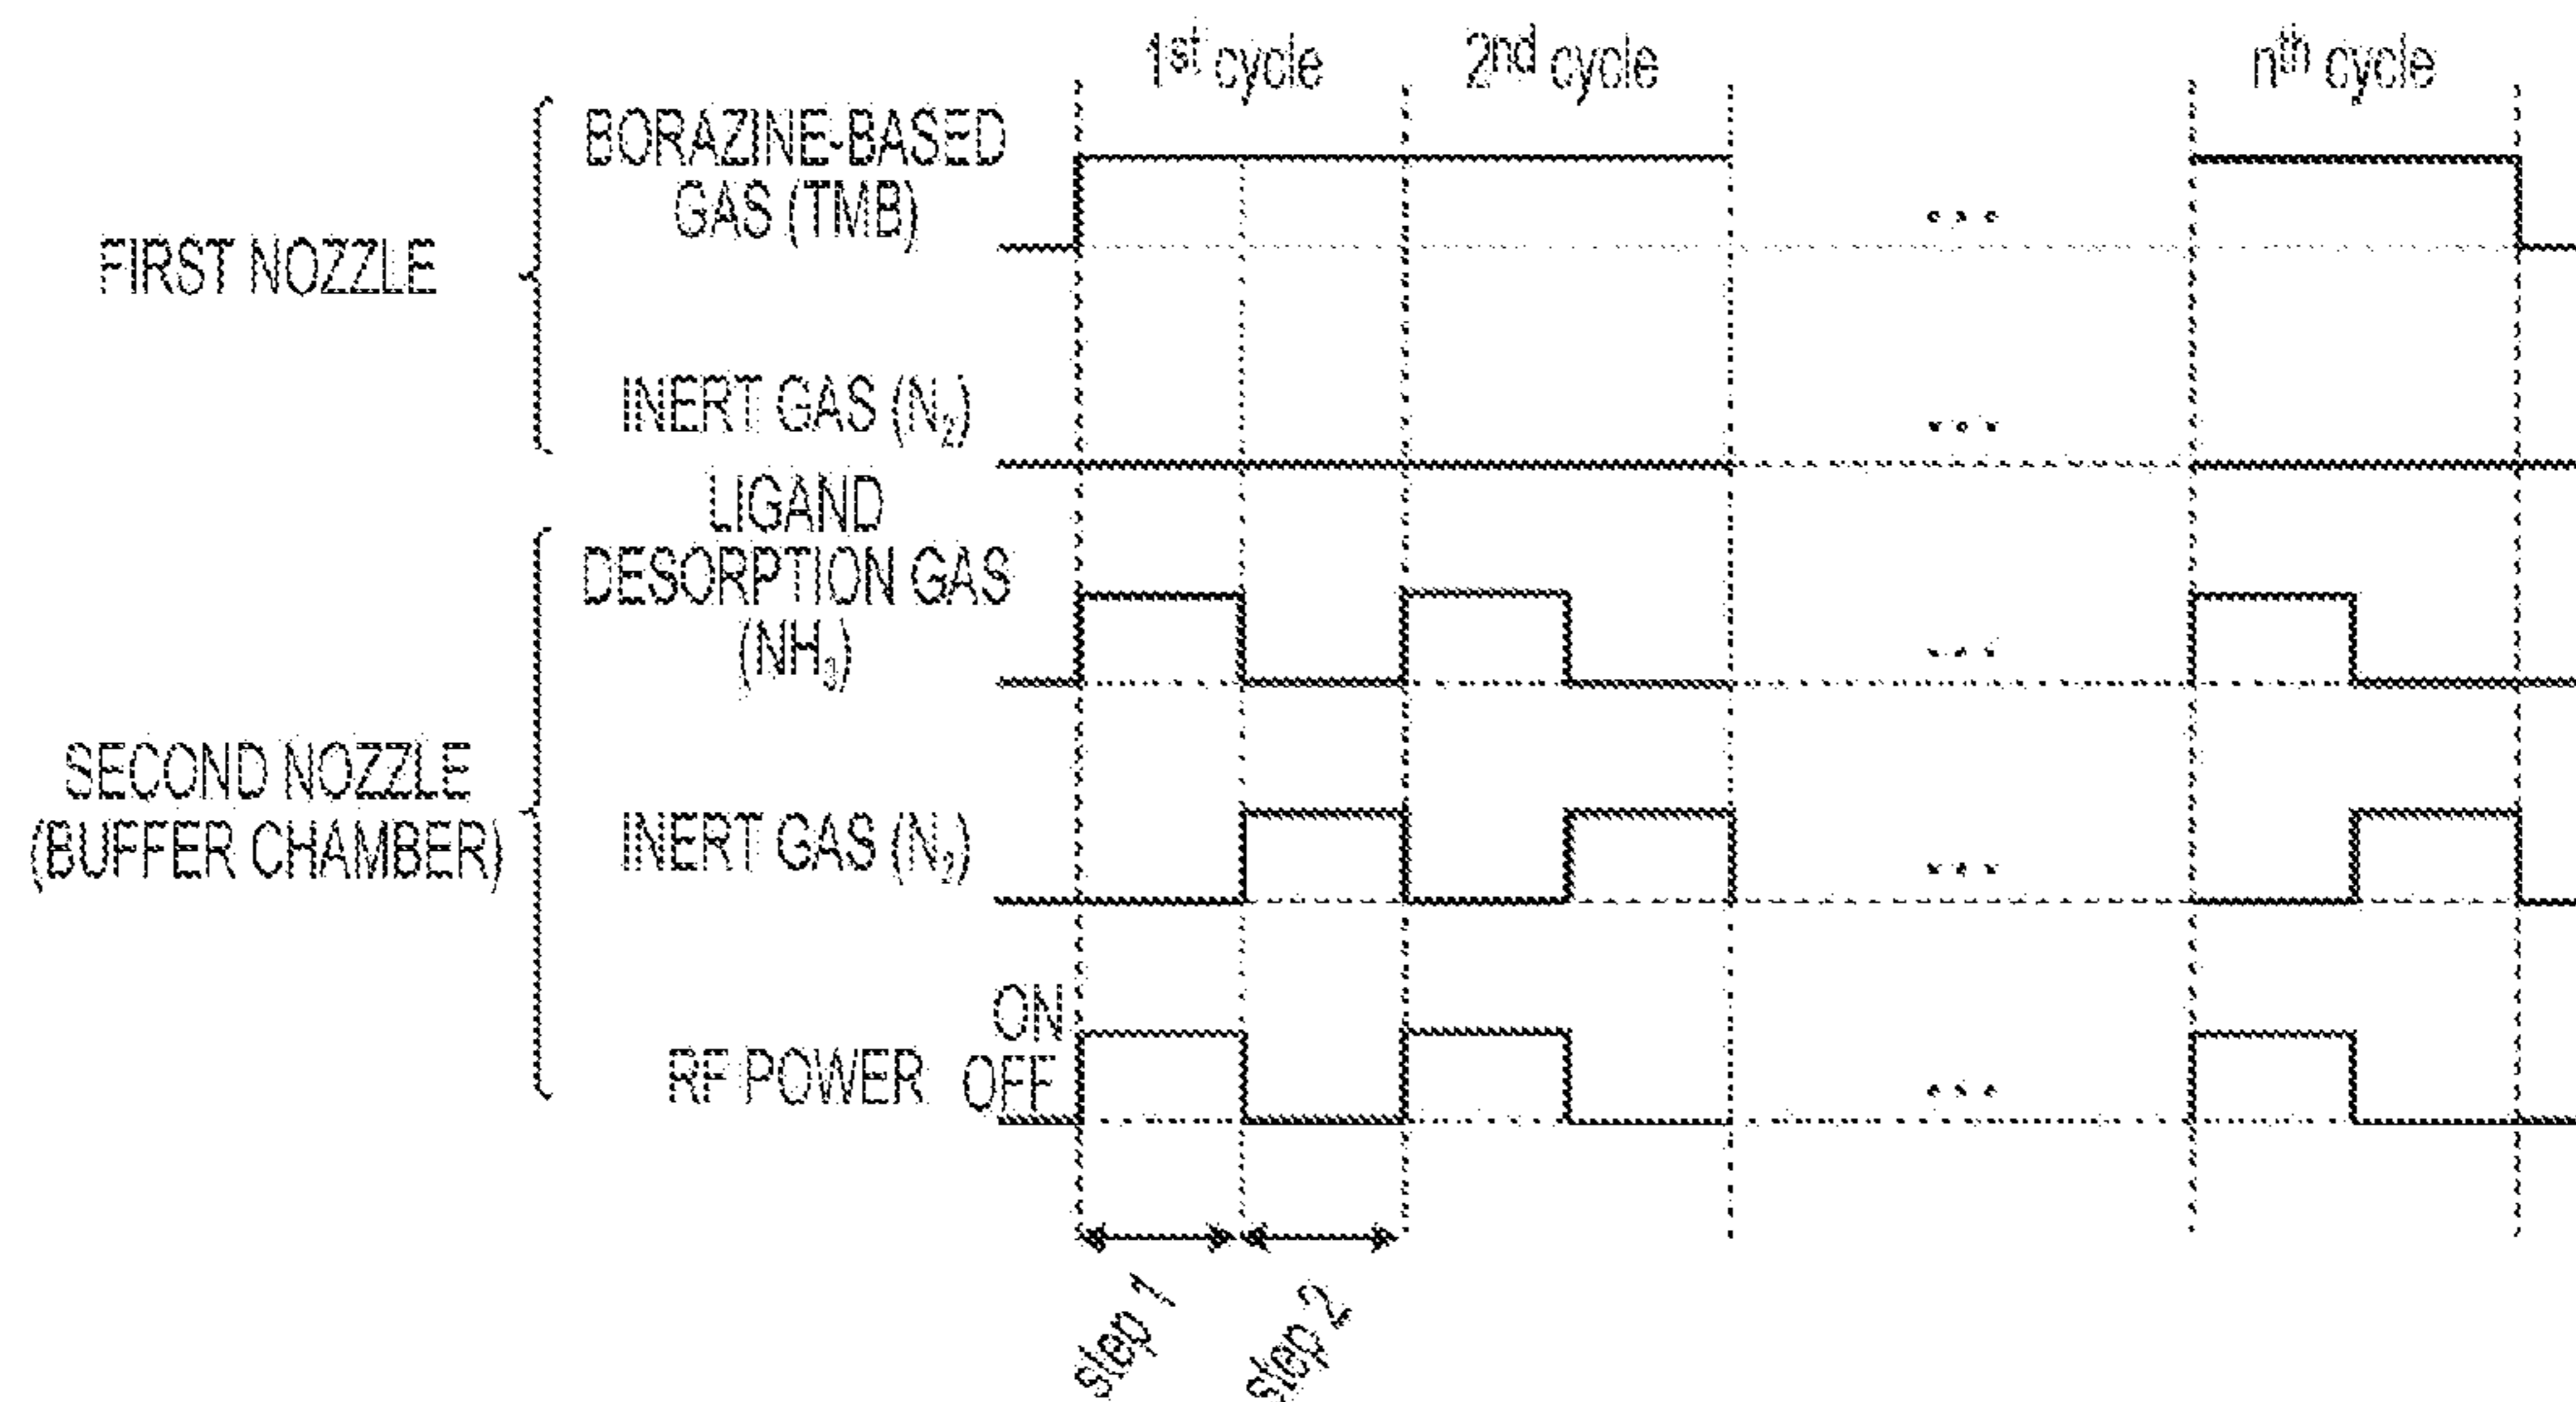 1st cycle 2nd cycle nth cycle
BORAZINE-BASED
GAS (TMB)
FIRST NOZZLE
INERT GAS (N2)
LIGAND
DESORPTION GAS
(NH3)
SECOND NOZZLE
(BUFFER CHAMBER)
INERT GAS (N2)
ON
RF POWER OFF
step 1 step 2